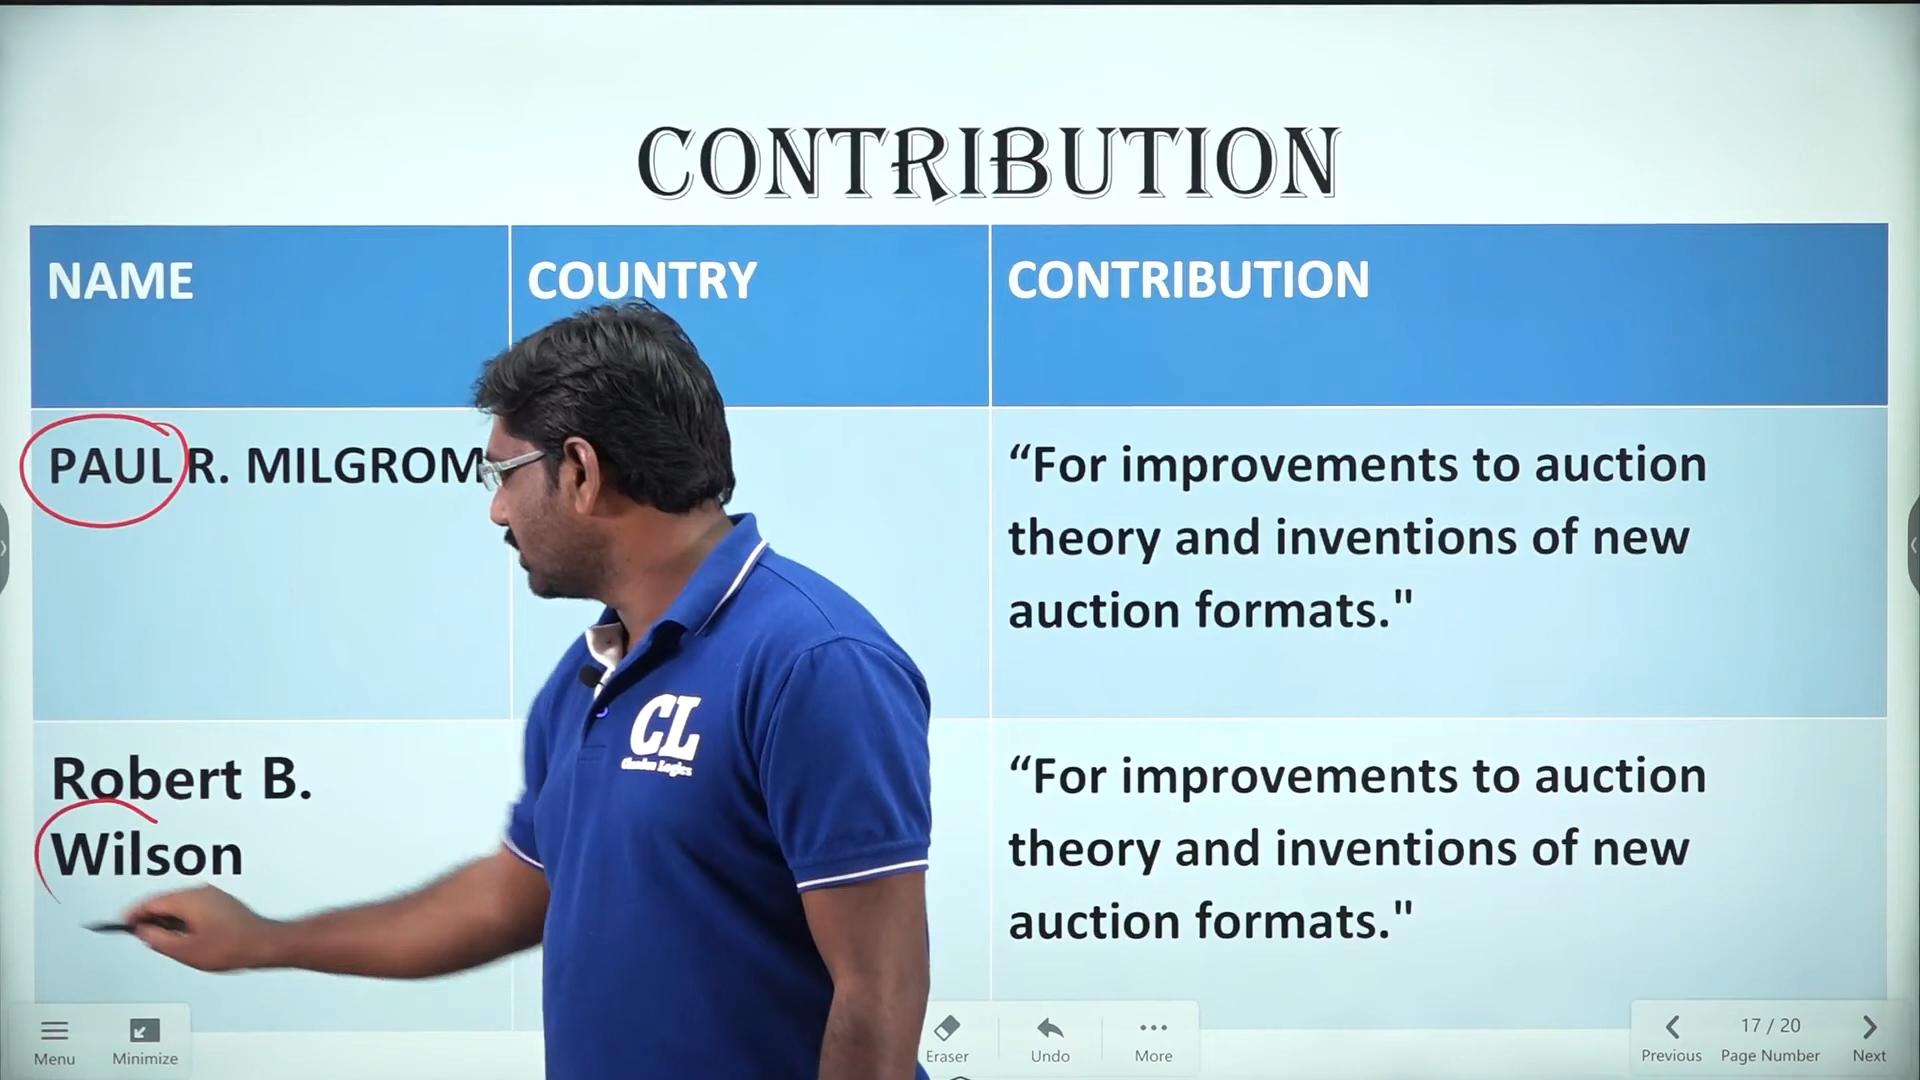 CONTRIBUTION
NAME COUNTRY CONTRIBUTION
PAUL R. MILGROM
“For improvements to auction
theory and inventions of new
auction formats."
Robert B.
Wilson
“For improvements to auction
theory and inventions of new
auction formats."
CL
Menu Minimize Eraser Undo More
Previous 17 / 20 Page Number Next